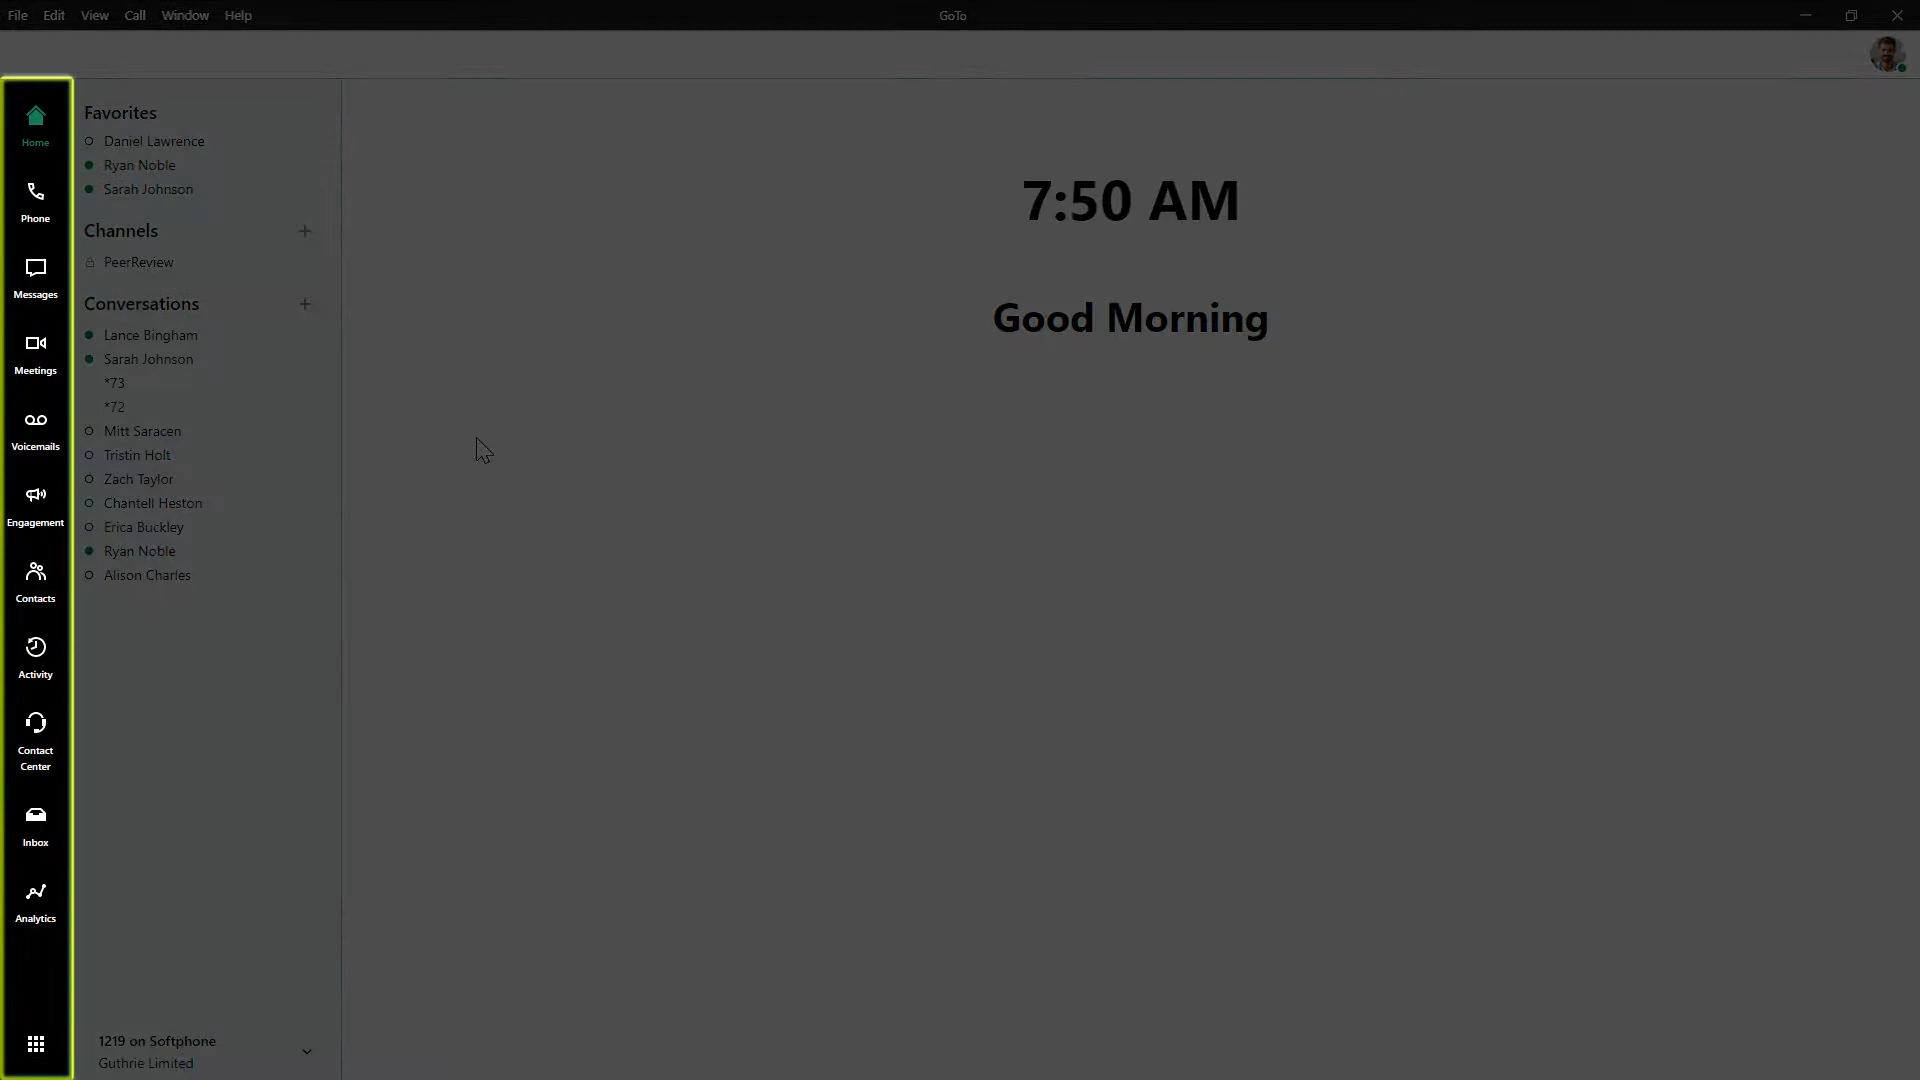 File Edit View Call Window Help
GoTo
Home
Phone
Messages
Meetings
Voicemails
Engagement
Contacts
Activity
Contact
Center
Inbox
Analytics
Favorites
Daniel Lawrence
Ryan Noble
Sarah Johnson
Channels
PeerReview
Conversations
Lance Bingham
Sarah Johnson
*73
*72
Mitt Saracen
Tristin Holt
Zach Taylor
Chantell Heston
Erica Buckley
Ryan Noble
Alison Charles
1219 on Softphone
Guthrie Limited
7:50 AM
Good Morning